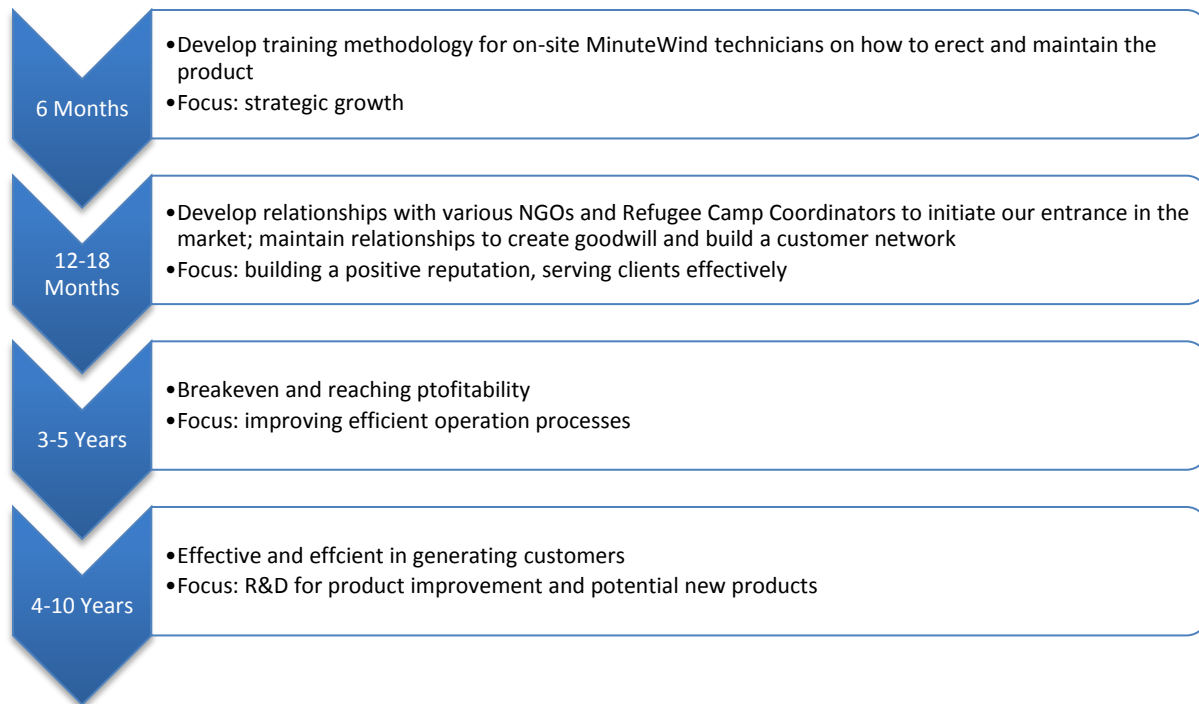 6 Months
•Develop training methodology for on-site MinuteWind technicians on how to erect and maintain the
product
•Focus: strategic growth
12-18
Months
•Develop relationships with various NGOs and Refugee Camp Coordinators to initiate our entrance in the
market; maintain relationships to create goodwill and build a customer network
•Focus: building a positive reputation, serving clients effectively
3-5 Years
•Breakeven and reaching ptofitability
•Focus: improving efficient operation processes
4-10 Years
•Effective and effcient in generating customers
•Focus: R&D for product improvement and potential new products